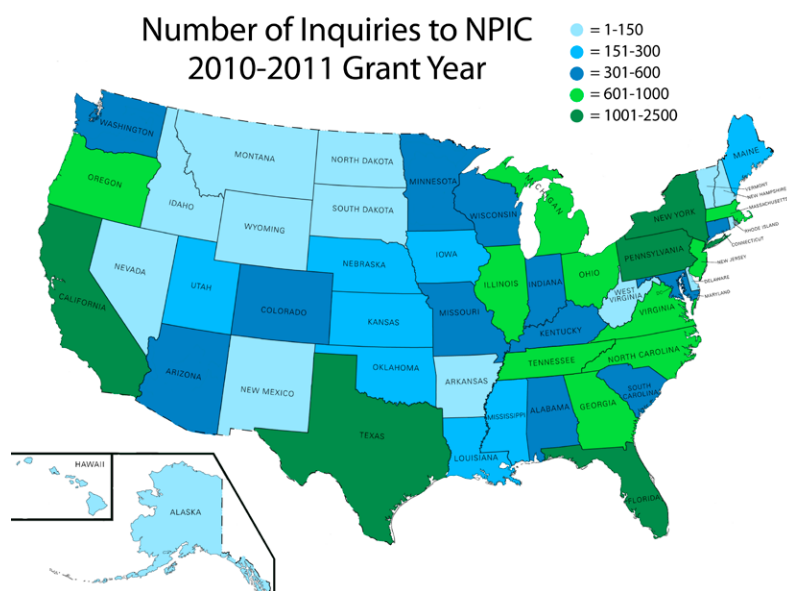 Number of Inquiries to NPIC
2010-2011 Grant Year
= 1-150
= 151-300
= 301-600
= 601-1000
= 1001-2500
WASHINGTON
OREGON
IDAHO
MONTANA
WYOMING
NORTH DAKOTA
SOUTH DAKOTA
MINNESOTA
WISCONSIN
MICHIGAN
MAINE
VERMONT
NEW HAMPSHIRE
MASSACHUSETTS
RHODE ISLAND
CONNECTICUT
NEW YORK
PENNSYLVANIA
NEW JERSEY
DELAWARE
MARYLAND
CALIFORNIA
NEVADA
UTAH
COLORADO
NEBRASKA
KANSAS
IOWA
MISSOURI
ILLINOIS
INDIANA
OHIO
WEST
VIRGINIA
VIRGINIA
KENTUCKY
ARIZONA
NEW MEXICO
OKLAHOMA
TEXAS
ARKANSAS
LOUISIANA
TENNESSEE
NORTH CAROLINA
SOUTH
CAROLINA
MISSISSIPPI
ALABAMA
GEORGIA
FLORIDA
HAWAII
ALASKA